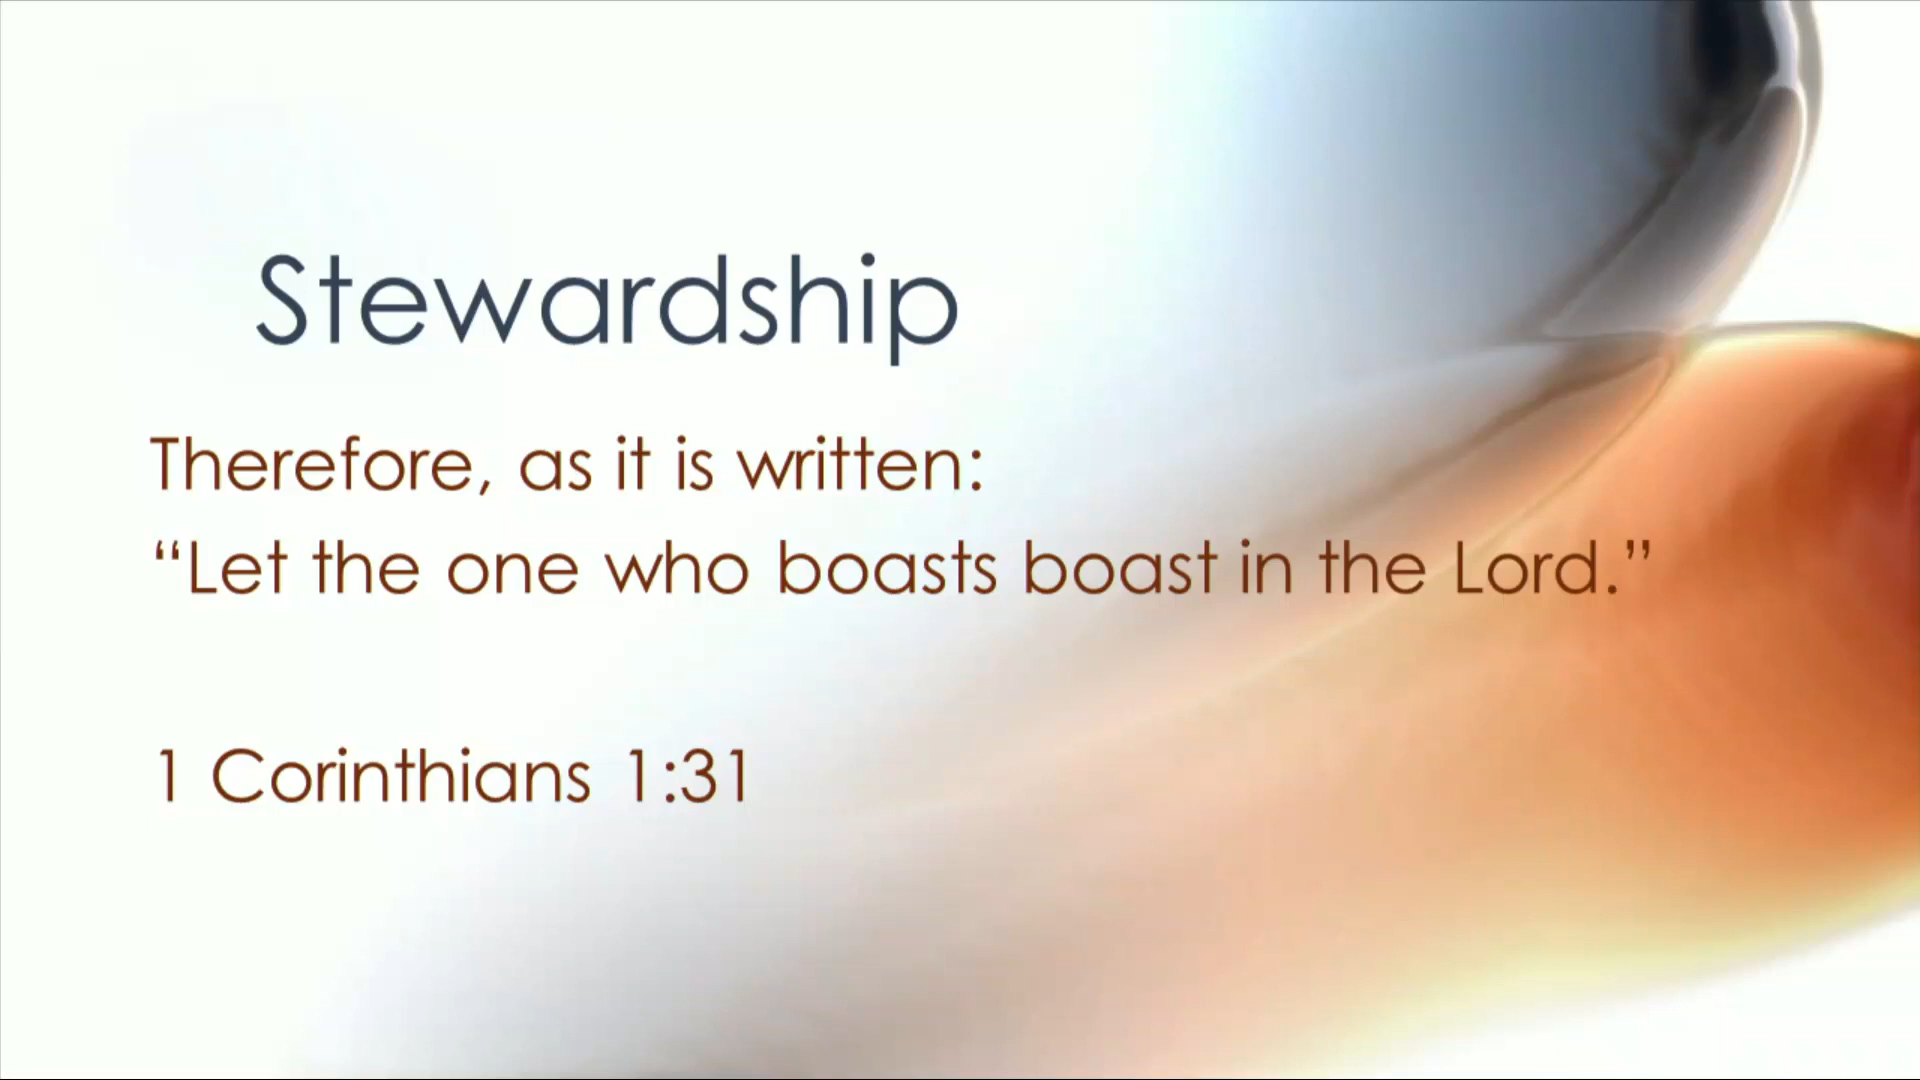 Stewardship
Therefore, as it is written:
“Let the one who boasts boast in the Lord.”
1 Corinthians 1:31